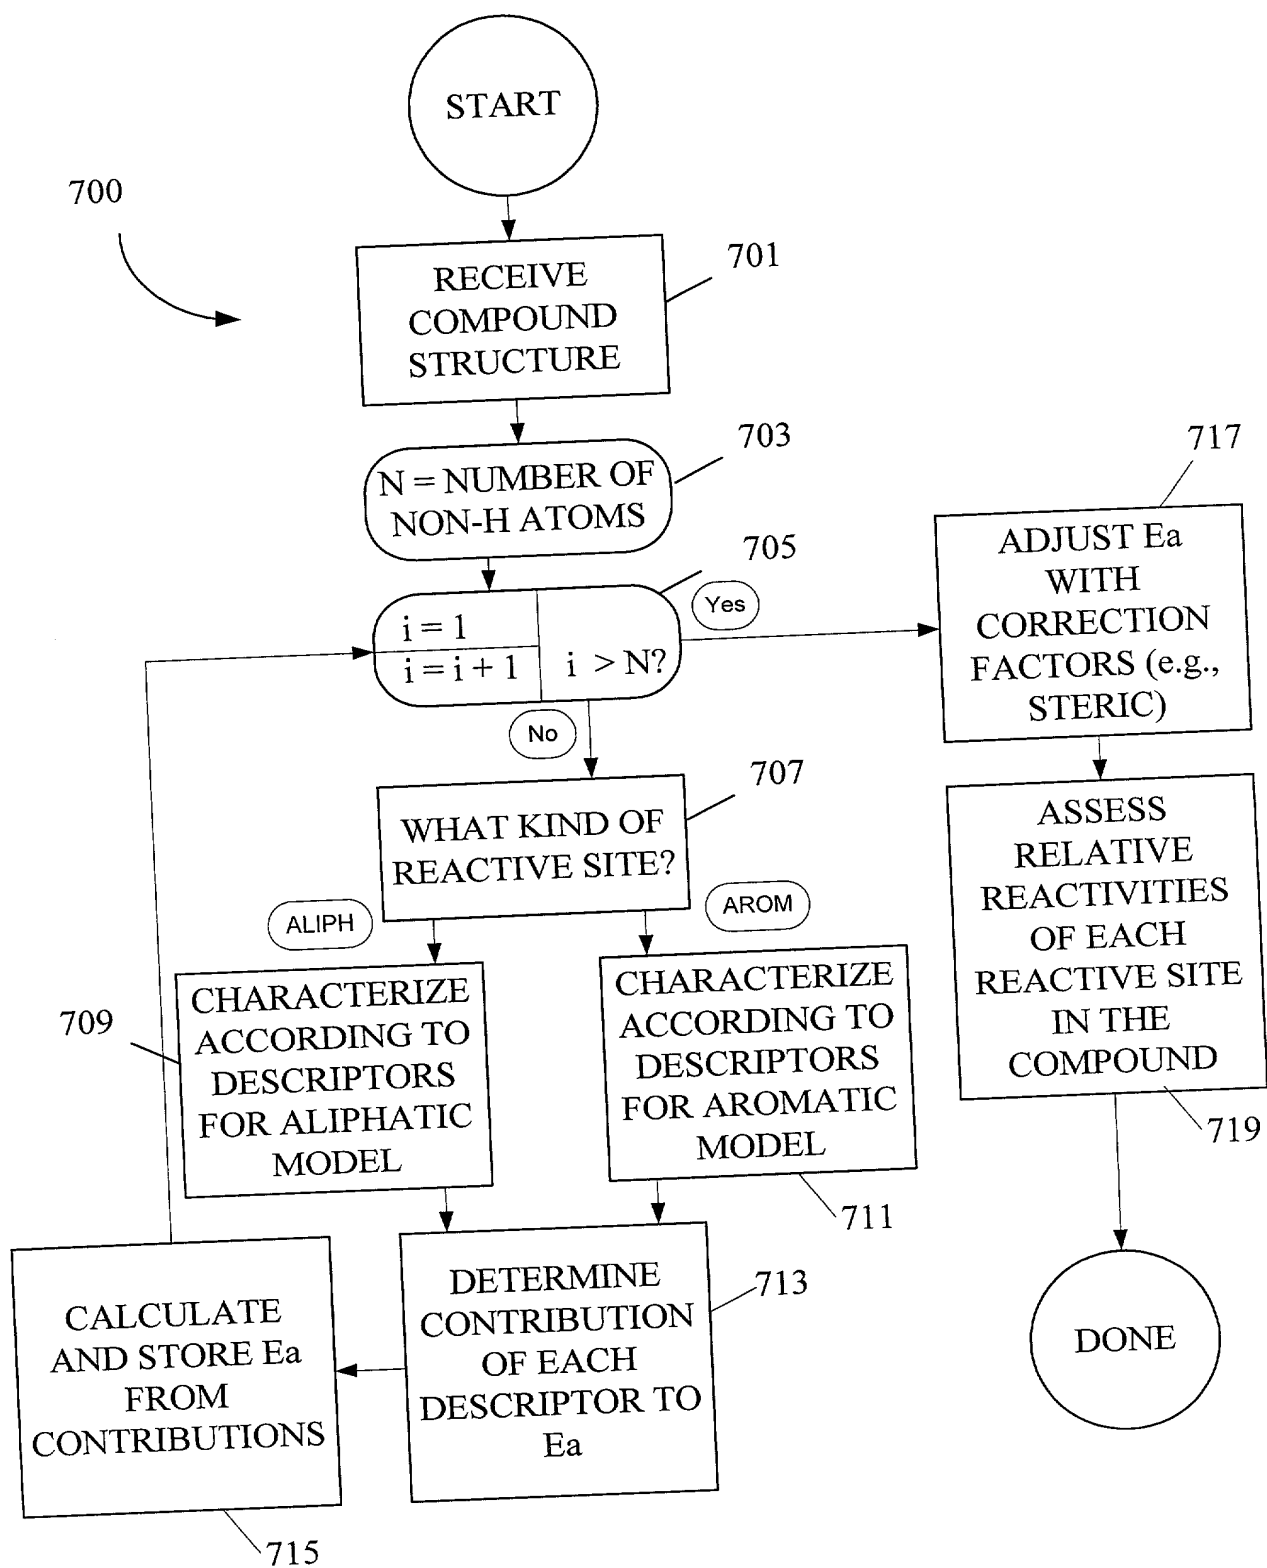 START
700
701
RECEIVE
COMPOUND
STRUCTURE
703
N = NUMBER OF
NON-H ATOMS
705
i = 1
i = i + 1
i > N?
Yes
No
707
WHAT KIND OF
REACTIVE SITE?
ALIPH
AROM
709
CHARACTERIZE
ACCORDING TO
DESCRIPTORS
FOR ALIPHATIC
MODEL
CHARACTERIZE
ACCORDING TO
DESCRIPTORS
FOR AROMATIC
MODEL
711
DETERMINE
CONTRIBUTION
OF EACH
DESCRIPTOR TO
Ea
713
CALCULATE
AND STORE Ea
FROM
CONTRIBUTIONS
715
717
ADJUST Ea
WITH
CORRECTION
FACTORS (e.g.,
STERIC)
ASSESS
RELATIVE
REACTIVITIES
OF EACH
REACTIVE SITE
IN THE
COMPOUND
719
DONE